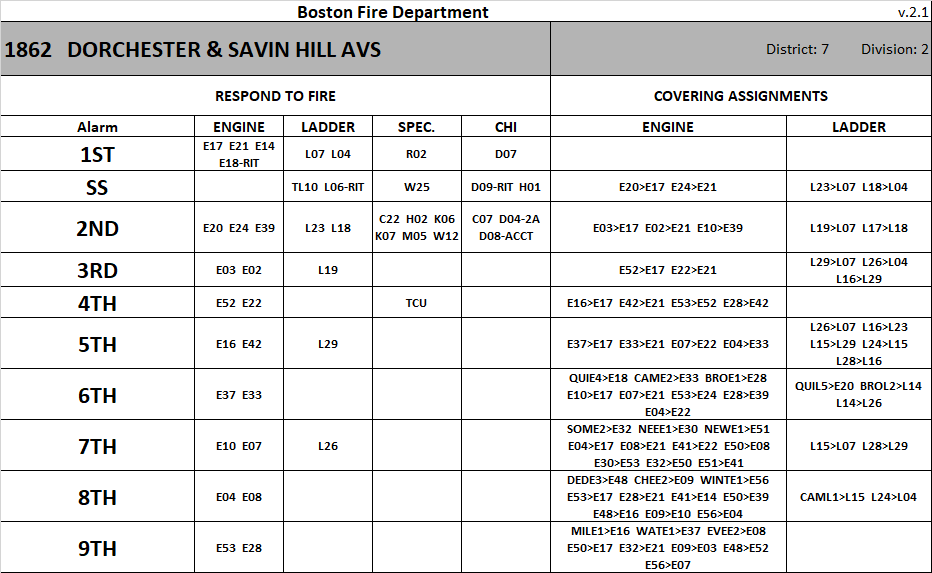 Boston Fire Department v.2.1
1862 DORCHESTER & SAVIN HILL AVS District: 7 Division: 2
RESPOND TO FIRE COVERING ASSIGNMENTS
Alarm ENGINE LADDER SPEC. CHI ENGINE LADDER
1ST E17 E21 E14 L07 L04 R02 D07
E18-RIT
SS TL10 L06-RIT W25 D09-RIT H01 E20>E17 E24>E21 L23>L07 L18>L04
2ND E20 E24 E39 L23 L18 C22 H02 K06 C07 D04-2A E03>E17 E02>E21 E10>E39 L19>L07 L17>L18
K07 M05 W12 D08-ACCT
3RD E03 E02 L19 E52>E17 E22>E21 L29>L07 L26>L04
L16>L29
4TH E52 E22 TCU E16>E17 E42>E21 E53>E52 E28>E42
5TH E16 E42 L29 E37>E17 E33>E21 E07>E22 E04>E33 L26>L07 L16>L23
L15>L29 L24>L15
L28>L16
6TH E37 E33 QUIE4>E18 CAME2>E33 BROE1>E28 QUIL5>E20 BROL2>L14
E10>E17 E07>E21 E53>E24 E28>E39 L14>L26
E04>E22
7TH E10 E07 L26 SOME2>E32 NEEE1>E30 NEWE1>E51 L15>L07 L28>L29
E04>E17 E08>E21 E41>E22 E50>E08
E30>E53 E32>E50 E51>E41
8TH E04 E08 DEDE3>E48 CHEE2>E09 WINTE1>E56 CAML1>L15 L24>L04
E53>E17 E28>E21 E41>E14 E50>E39
E48>E16 E09>E10 E56>E04
9TH E53 E28 MILE1>E16 WATE1>E37 EVEE2>E08
E50>E17 E32>E21 E09>E03 E48>E52
E56>E07